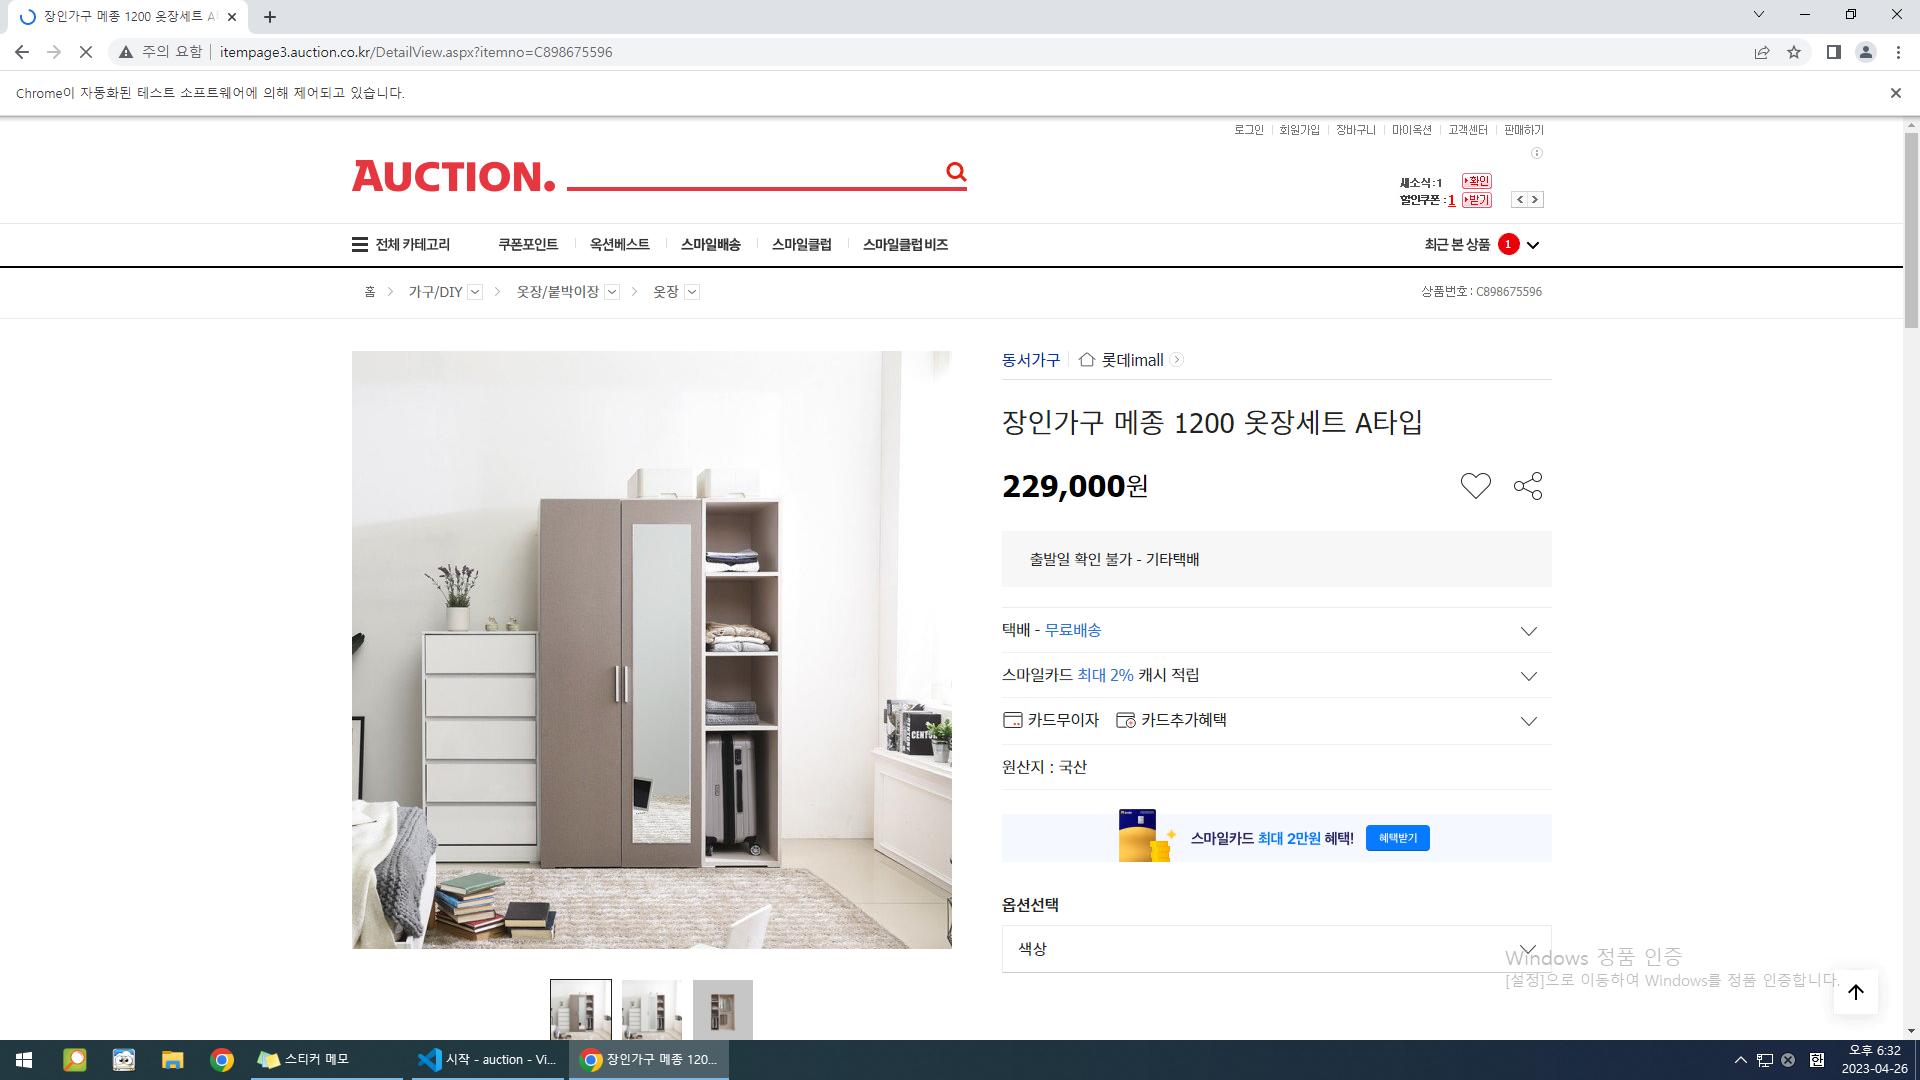 장인가구 메종 1200 옷장세트 A
주의 요함
itempage3.auction.co.kr/DetailView.aspx?itemno=C898675596
Chrome이 자동화된 테스트 소프트웨어에 의해 제어되고 있습니다.
로그인 회원가입 장바구니 마이옥션 고객센터 판매하기
AUCTION.
새소식 : 1 확인
할인쿠폰 : 1 받기
전체 카테고리 쿠폰포인트 옥션베스트 스마일배송 스마일클럽 스마일클럽 비즈 최근 본 상품 1
홈 > 가구/DIY > 옷장/붙박이장 > 옷장
상품번호 : C898675596
동서가구 롯데imall
장인가구 메종 1200 옷장세트 A타입
229,000원
출발일 확인 불가 - 기타택배
택배 - 무료배송
스마일카드 최대 2% 캐시 적립
카드무이자 카드추가혜택
원산지 : 국산
스마일카드 최대 2만원 혜택! 혜택받기
옵션선택
색상
Windows 정품 인증
[설정]으로 이동하여 Windows를 정품 인증합니다.
스티커 메모
시작 - auction - Vi...
장인가구 메종 120...
한
오후 6:32
2023-04-26